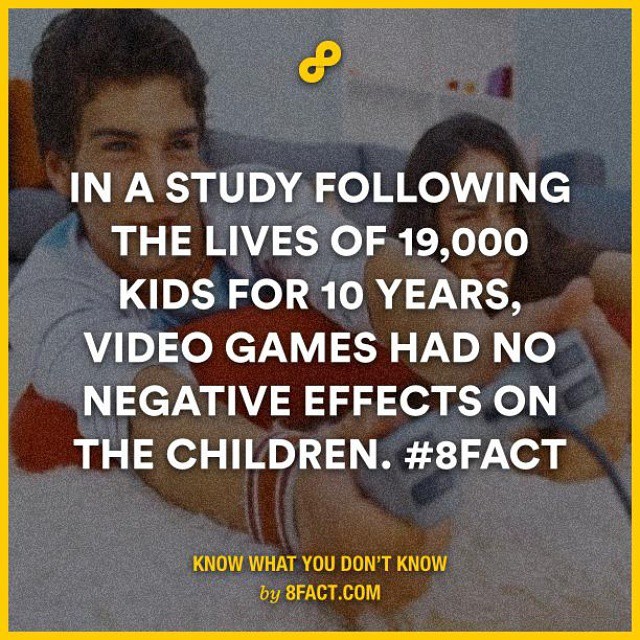 IN A STUDY FOLLOWING
THE LIVES OF 19,000
KIDS FOR 10 YEARS,
VIDEO GAMES HAD NO
NEGATIVE EFFECTS ON
THE CHILDREN. #8FACT
KNOW WHAT YOU DON'T KNOW
by 8FACT.COM